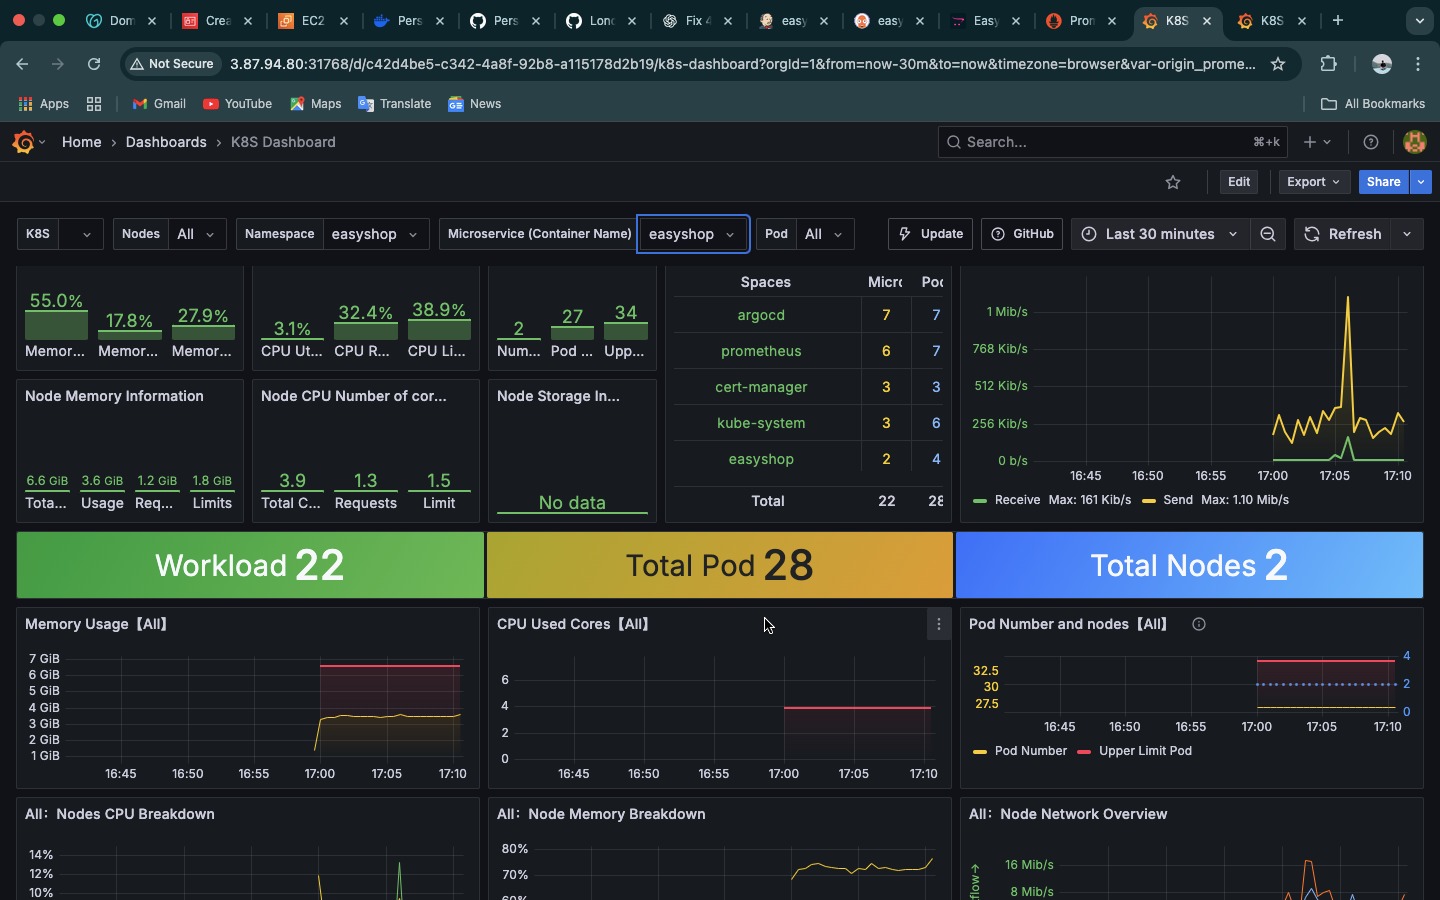 Dom
Crea
EC2
Pers
Pers
Lonc
Fix 4
easy
easy
Easy
Pron
K8S
K8S
Not Secure
3.87.94.80:31768/d/c42d4be5-c342-4a8f-92b8-a115178d2b19/k8s-dashboard?orgId=1&from=now-30m&to=now&timezone=browser&var-origin_prome...
Apps
Gmail
YouTube
Maps
Translate
News
All Bookmarks
Home › Dashboards › K8S Dashboard
Search...
⌘+k
Edit
Export
Share
K8S
Nodes All
Namespace easyshop
Microservice (Container Name) easyshop
Pod All
Update
GitHub
Last 30 minutes
Refresh
55.0%
17.8%
27.9%
Memor...
Memor...
Memor...
3.1%
32.4%
38.9%
CPU Ut...
CPU R...
CPU Li...
2
27
34
Num...
Pod ...
Upp...
Node Memory Information
6.6 GiB
3.6 GiB
1.2 GiB
1.8 GiB
Tota...
Usage
Req...
Limits
Node CPU Number of cor...
3.9
1.3
1.5
Total C...
Requests
Limit
Node Storage In...
No data
Spaces Micro Poc
argocd 7 7
prometheus 6 7
cert-manager 3 3
kube-system 3 6
easyshop 2 4
Total 22 28
1 Mib/s
768 Kib/s
512 Kib/s
256 Kib/s
0 b/s
16:45 16:50 16:55 17:00 17:05 17:10
Receive Max: 161 Kib/s Send Max: 1.10 Mib/s
Workload 22
Total Pod 28
Total Nodes 2
Memory Usage【All】
7 GiB
6 GiB
5 GiB
4 GiB
3 GiB
2 GiB
1 GiB
16:45 16:50 16:55 17:00 17:05 17:10
CPU Used Cores【All】
6
4
2
0
16:45 16:50 16:55 17:00 17:05 17:10
Pod Number and nodes【All】
32.5
30
27.5
4
2
0
16:45 16:50 16:55 17:00 17:05 17:10
Pod Number Upper Limit Pod
All：Nodes CPU Breakdown
14%
12%
10%
All：Node Memory Breakdown
80%
70%
60%
All：Node Network Overview
16 Mib/s
8 Mib/s